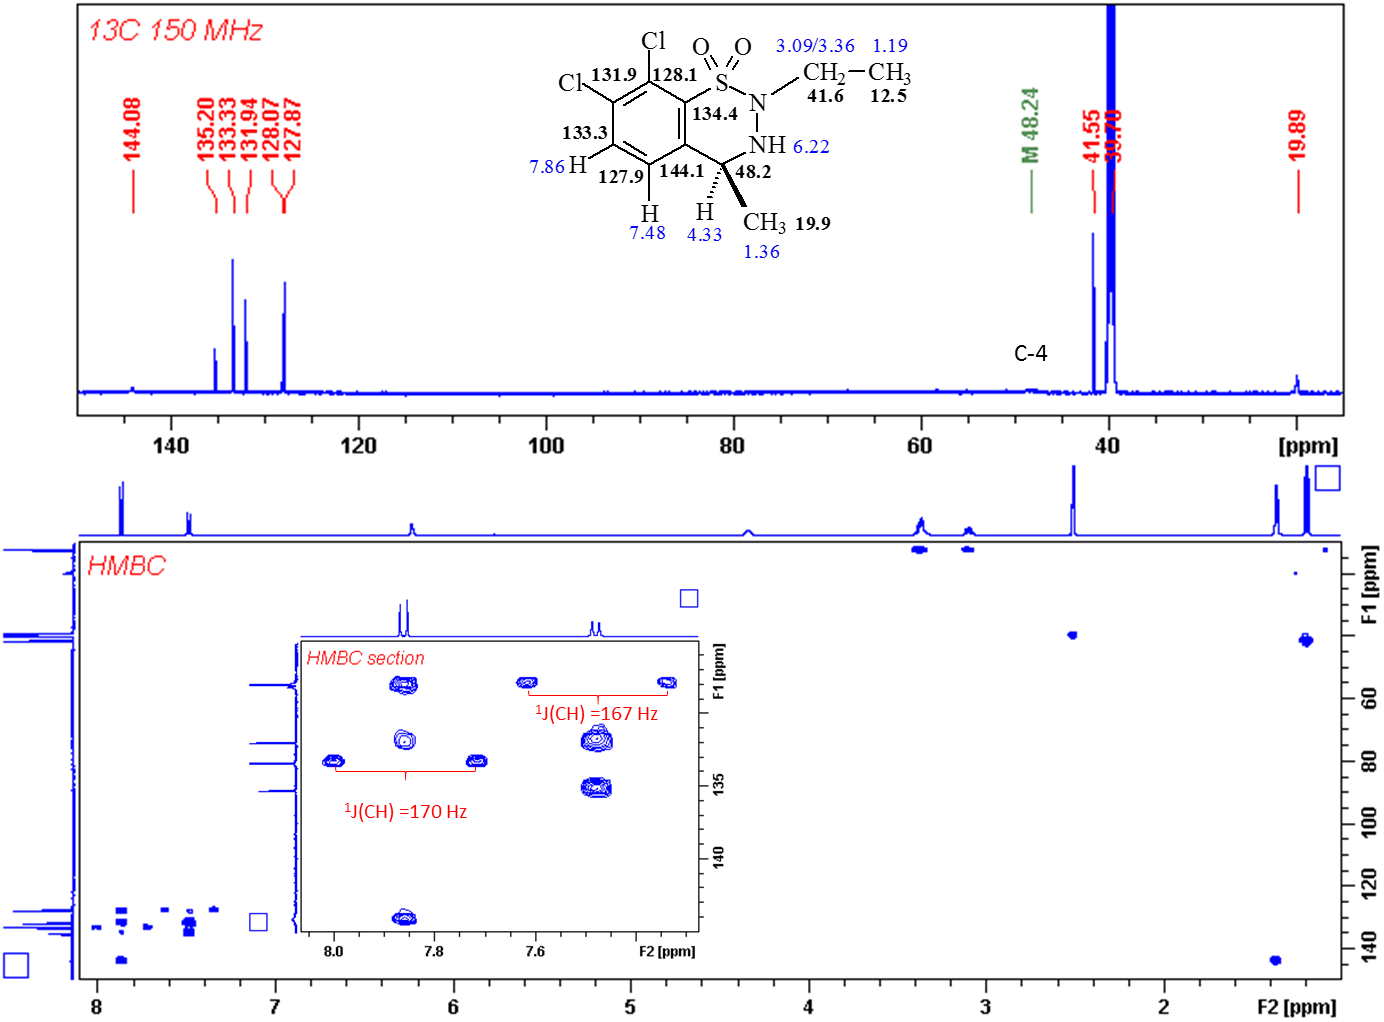 13C 150 MHz
144.08
135.20
133.33
131.94
128.07
127.87
M 48.24
41.55
39.70
19.89
Cl
Cl
O
O
S
N
NH
CH2
CH3
H
H
H
CH3
131.9
128.1
134.4
133.3
127.9
144.1
48.2
41.6
12.5
19.9
3.09/3.36
1.19
6.22
7.86
7.48
4.33
1.36
C-4
140
120
100
80
60
40
[ppm]
HMBC
F1 [ppm]
60
80
100
120
140
8
7
6
5
4
3
2
F2 [ppm]
HMBC section
1J(CH) =167 Hz
1J(CH) =170 Hz
F1 [ppm]
135
140
8.0
7.8
7.6
F2 [ppm]